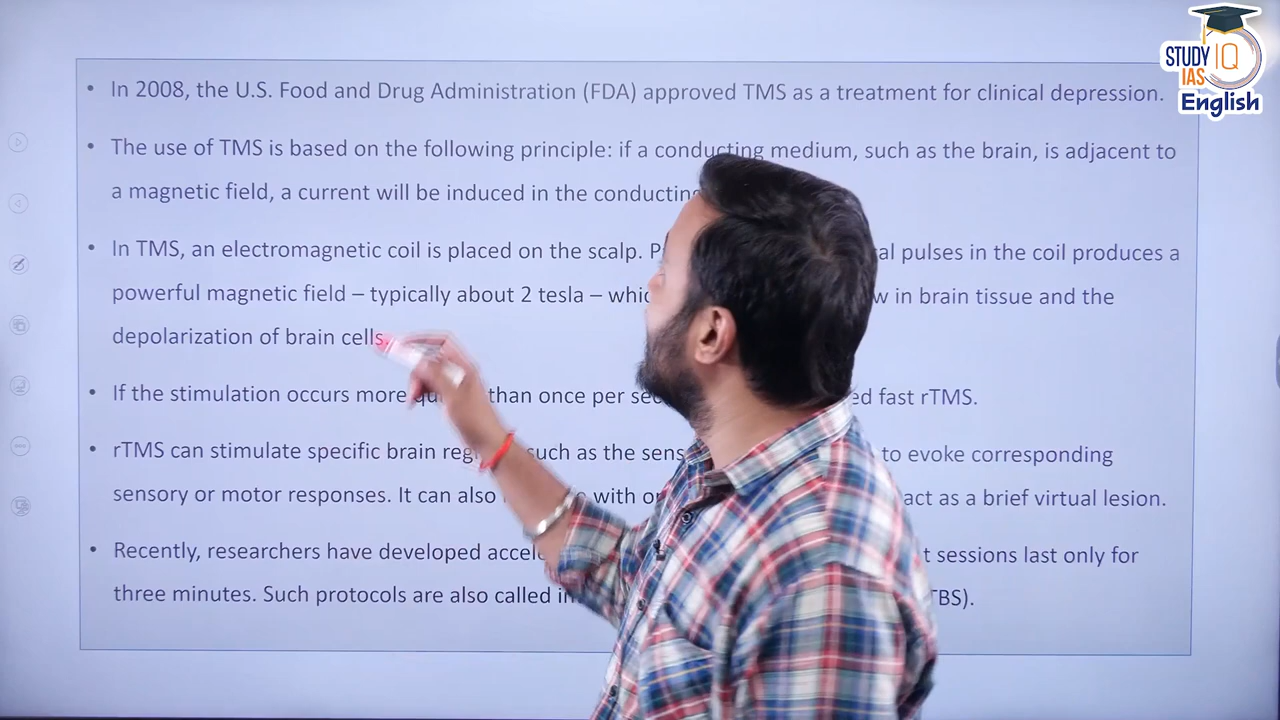 STUDY IQ
IAS
English
• In 2008, the U.S. Food and Drug Administration (FDA) approved TMS as a treatment for clinical depression.
• The use of TMS is based on the following principle: if a conducting medium, such as the brain, is adjacent to
a magnetic field, a current will be induced in the conducting
• In TMS, an electromagnetic coil is placed on the scalp. pulses in the coil produces a
powerful magnetic field – typically about 2 tesla – in brain tissue and the
depolarization of brain cells
• If the stimulation occurs more than once per fast rTMS.
• rTMS can stimulate specific brain such as the to evoke corresponding
sensory or motor responses. It can also with act as a brief virtual lesion.
• Recently, researchers have developed sessions last only for
three minutes. Such protocols are also called